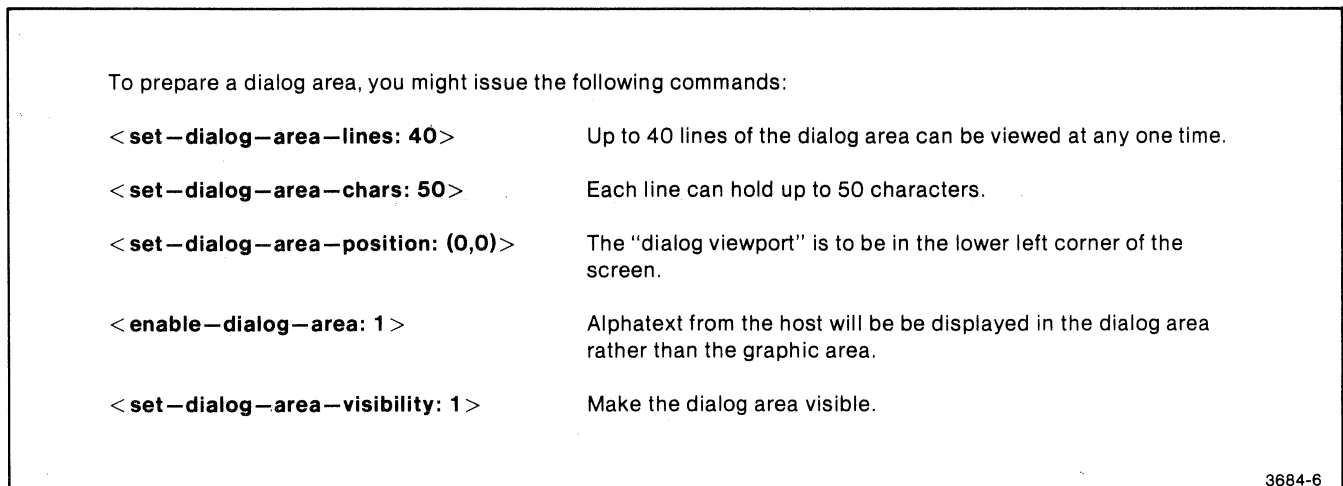 To prepare a dialog area, you might issue the following commands:
<set—dialog—area—lines: 40> Up to 40 lines of the dialog area can be viewed at any one time.
<set—dialog—area—chars: 50> Each line can hold up to 50 characters.
<set—dialog—area—position: (0,0)> The “dialog viewport” is to be in the lower left corner of the
screen.
<enable—dialog—area: 1> Alphatext from the host will be be displayed in the dialog area
rather than the graphic area.
<set—dialog—area—visibility: 1> Make the dialog area visible.
3684-6